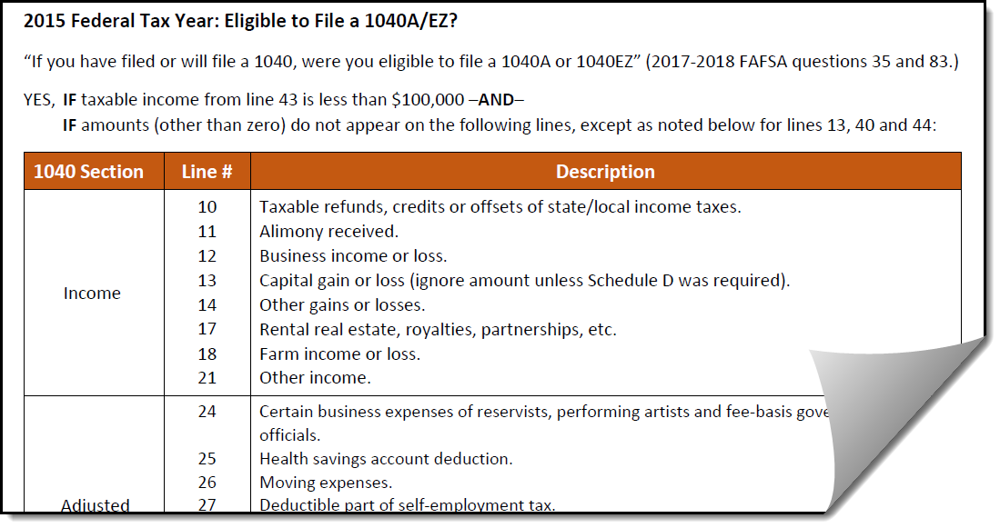 2015 Federal Tax Year: Eligible to File a 1040A/EZ?
“If you have filed or will file a 1040, were you eligible to file a 1040A or 1040EZ” (2017-2018 FAFSA questions 35 and 83.)
YES, IF taxable income from line 43 is less than $100,000 –AND–
IF amounts (other than zero) do not appear on the following lines, except as noted below for lines 13, 40 and 44:
1040 Section Line # Description
Income
10 Taxable refunds, credits or offsets of state/local income taxes.
11 Alimony received.
12 Business income or loss.
13 Capital gain or loss (ignore amount unless Schedule D was required).
14 Other gains or losses.
17 Rental real estate, royalties, partnerships, etc.
18 Farm income or loss.
21 Other income.
Adjusted
24 Certain business expenses of reservists, performing artists and fee-basis
officials.
25 Health savings account deduction.
26 Moving expenses.
27 Deductible part of self-employment tax.